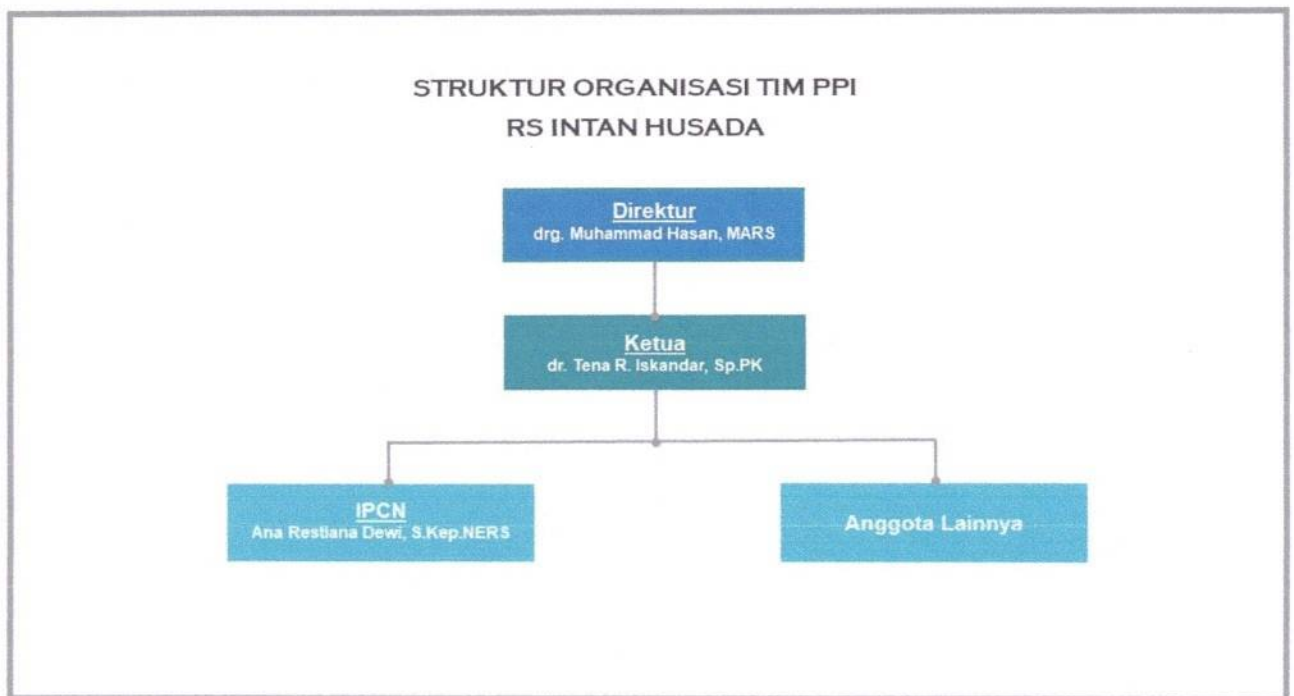 STRUKTUR ORGANISASI TIM PPI
RS INTAN HUSADA
Direktur
drg. Muhammad Hasan, MARS
Ketua
dr. Tena R. Iskandar, Sp.PK
IPCN
Ana Restiana Dewi, S.Kep.NERS
Anggota Lainnya